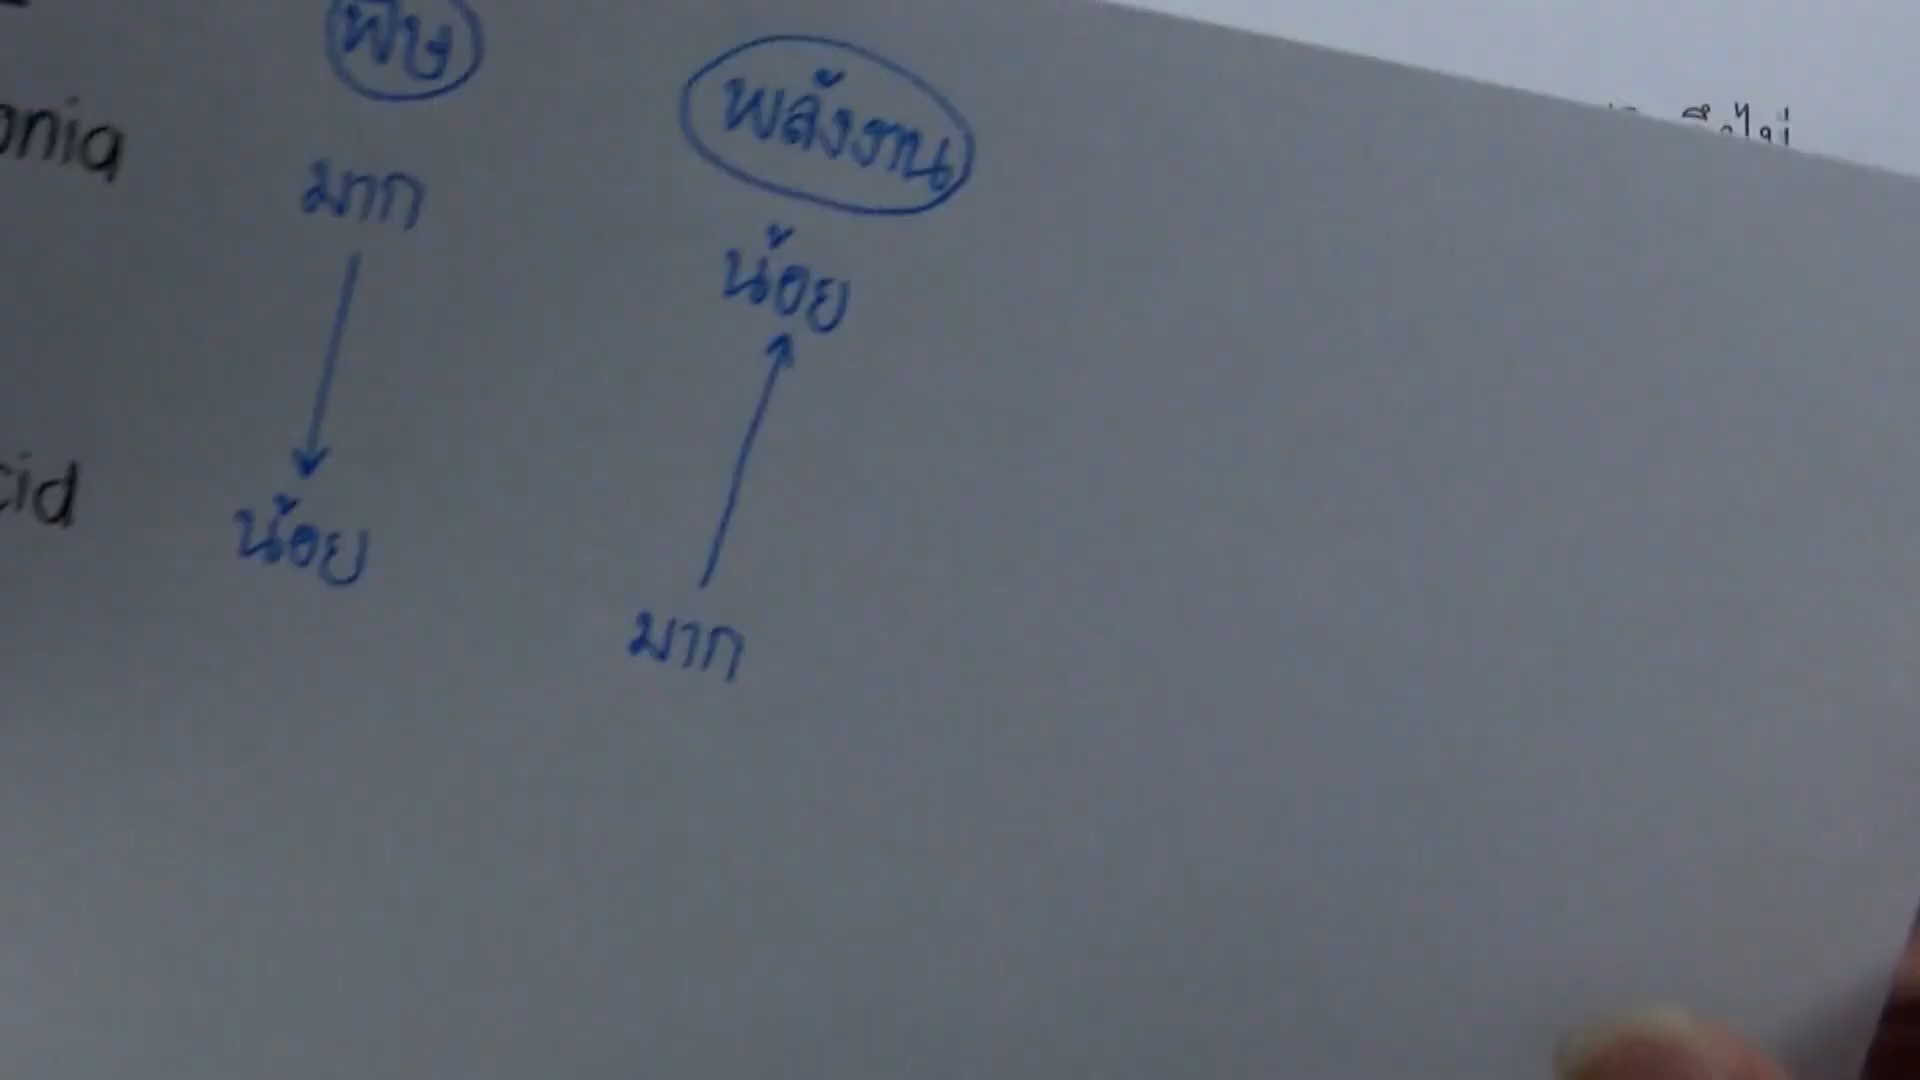 พิษ
พลังงาน
onia
มาก
น้อย
cid
น้อย
มาก